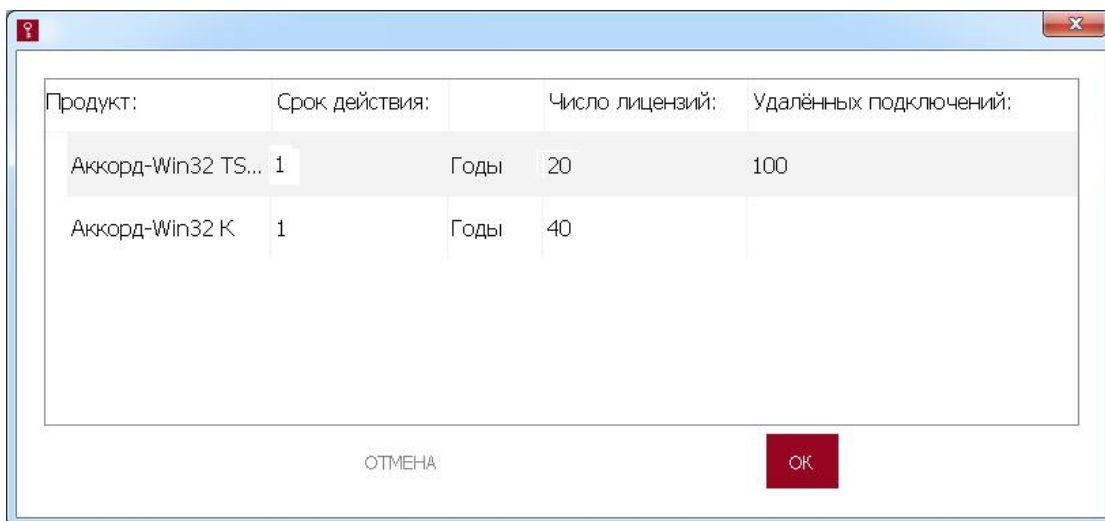 Продукт: Срок действия: Число лицензий: Удалённых подключений:
Аккорд-Win32 TS... 1 Годы 20 100
Аккорд-Win32 K 1 Годы 40
ОТМЕНА ОК